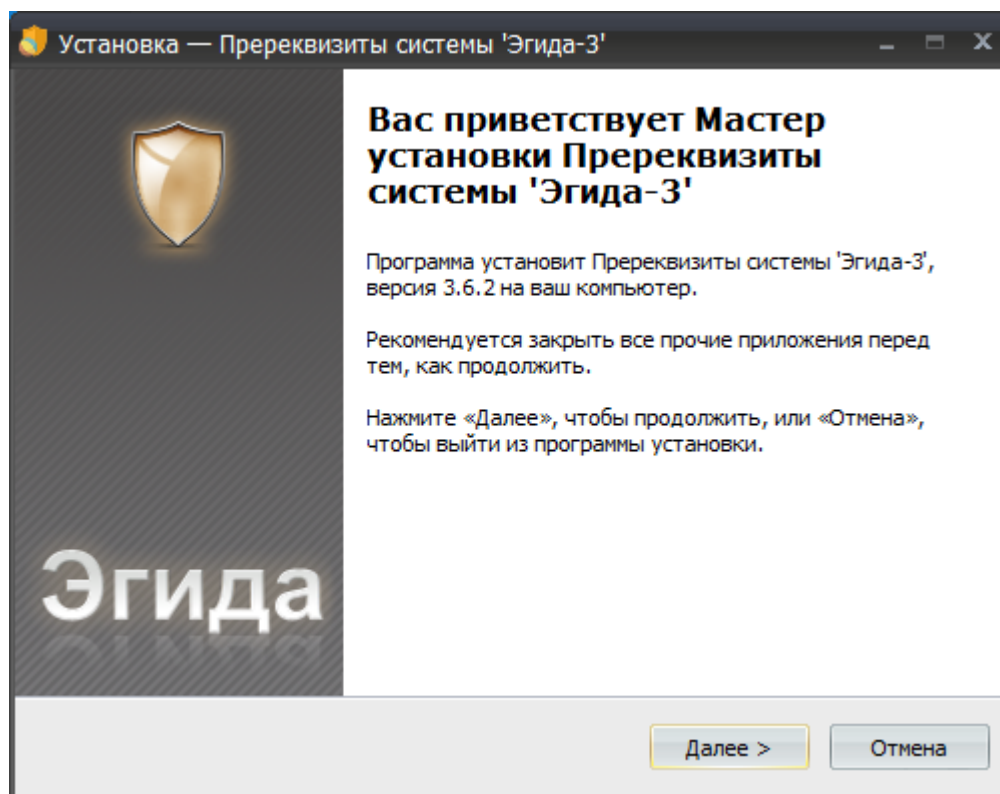 Установка — Пререквизиты системы 'Эгида-3'
Вас приветствует Мастер
установки Пререквизиты
системы 'Эгида-3'
Программа установит Пререквизиты системы 'Эгида-3',
версия 3.6.2 на ваш компьютер.
Рекомендуется закрыть все прочие приложения перед
тем, как продолжить.
Нажмите «Далее», чтобы продолжить, или «Отмена»,
чтобы выйти из программы установки.
Эгида
Далее >
Отмена